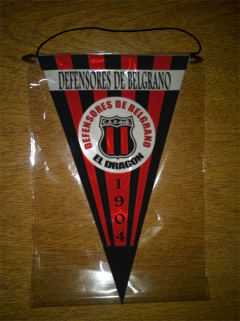 DEFENSORES DE BELGRANO
DEFENSORES DE BELGRANO
EL DRAGON
1904